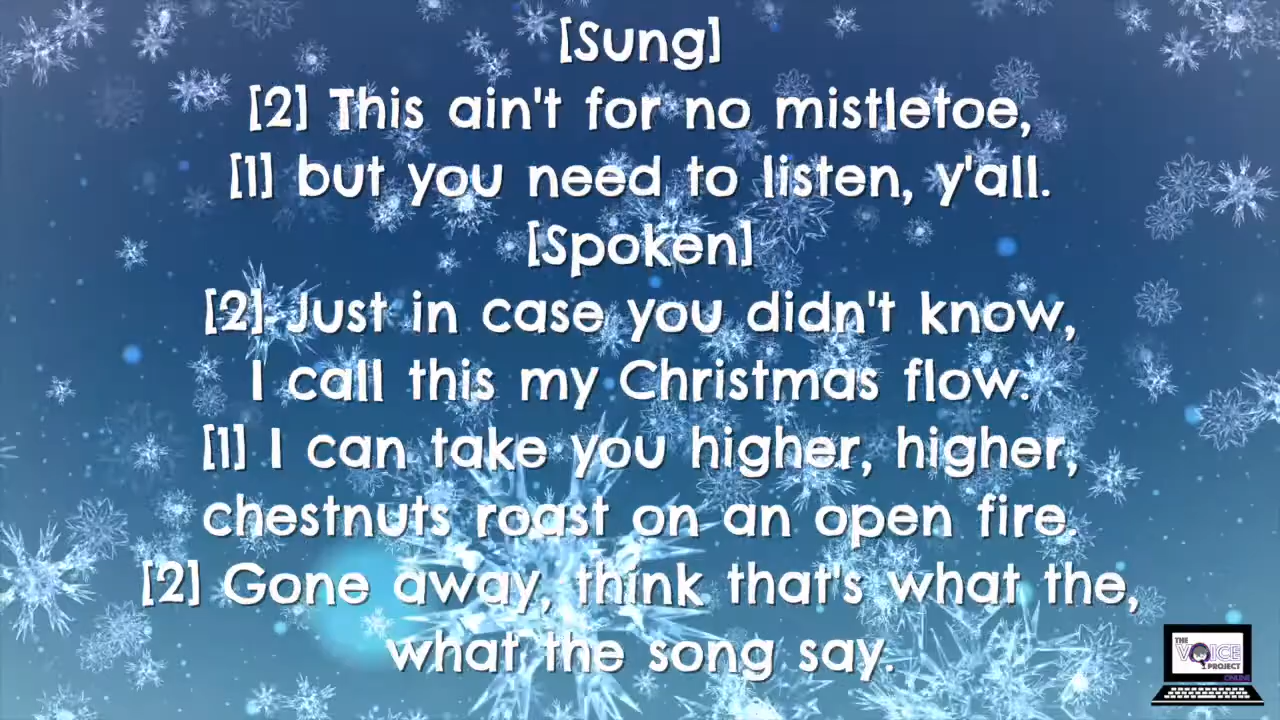 [Sung]
[2] This ain't for no mistletoe,
[1] but you need to listen, y'all.
[Spoken]
[2] Just in case you didn't know,
I call this my Christmas flow.
[1] I can take you higher, higher,
chestnuts roast on an open fire.
[2] Gone away, think that's what the,
what the song say.
THE
VOICE
PROJECT
ONLINE